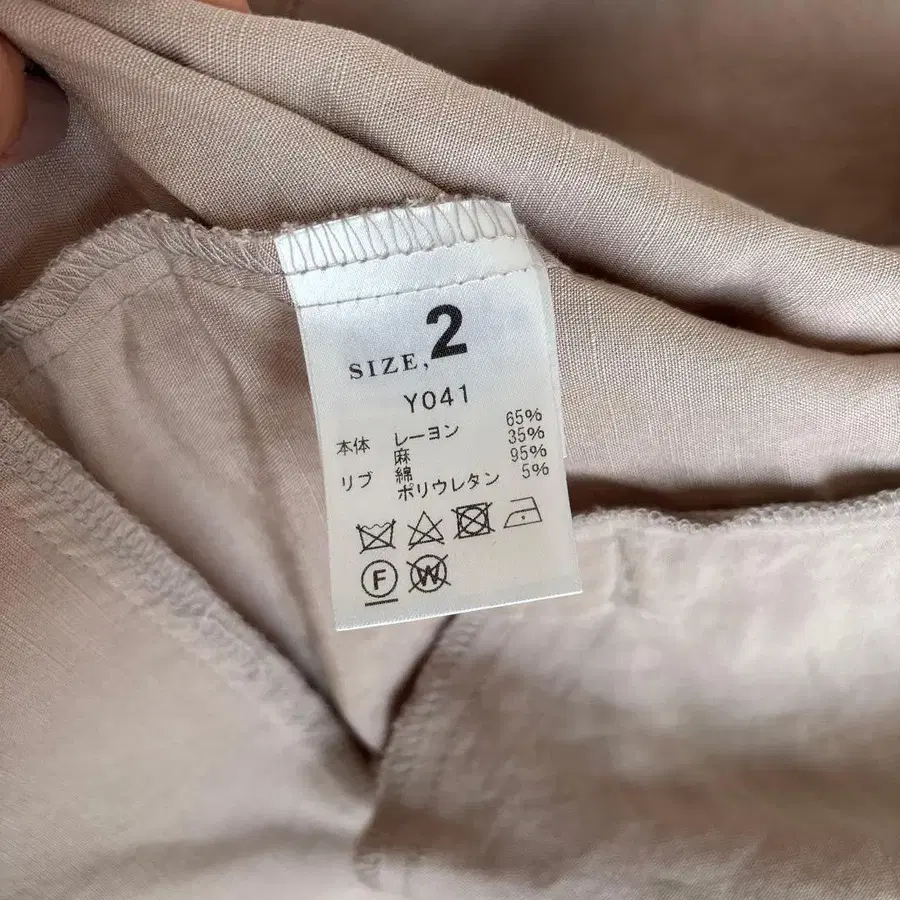 SIZE, 2
Y041
本体 レーヨン 65%
麻 35%
リブ 綿 95%
ポリウレタン 5%
F W